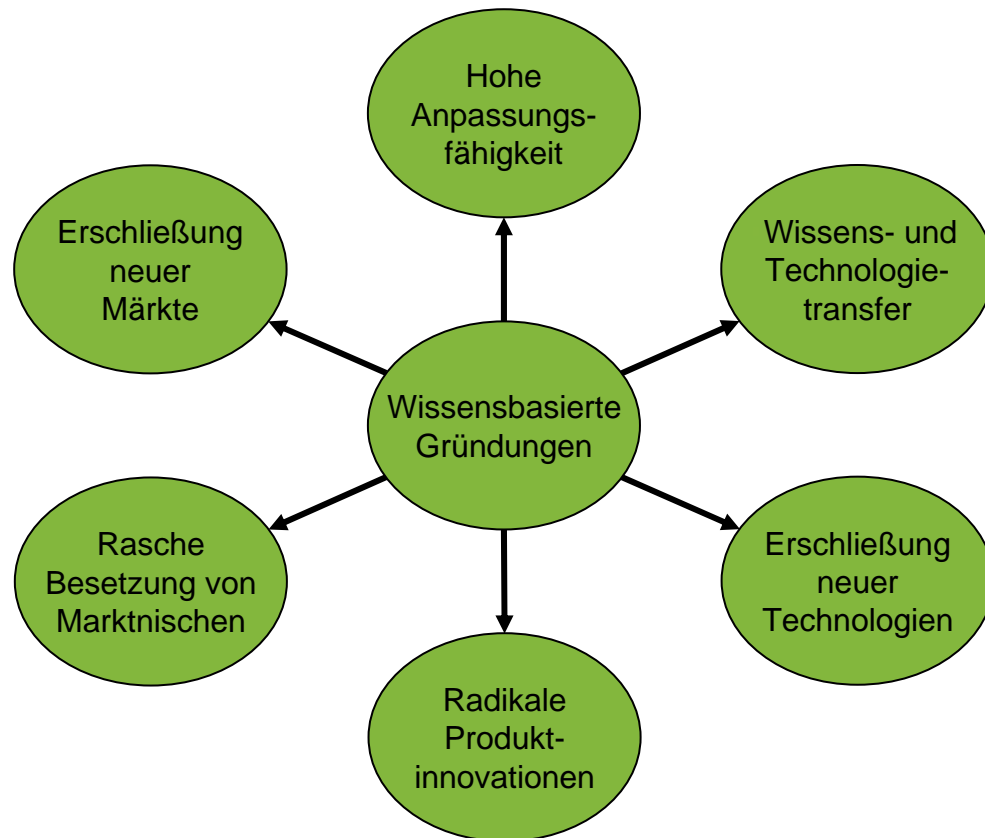 Hohe
Anpassungs-
fähigkeit
Erschließung
neuer
Märkte
Wissens- und
Technologie-
transfer
Wissensbasierte
Gründungen
Rasche
Besetzung von
Marktnischen
Erschließung
neuer
Technologien
Radikale
Produkt-
innovationen